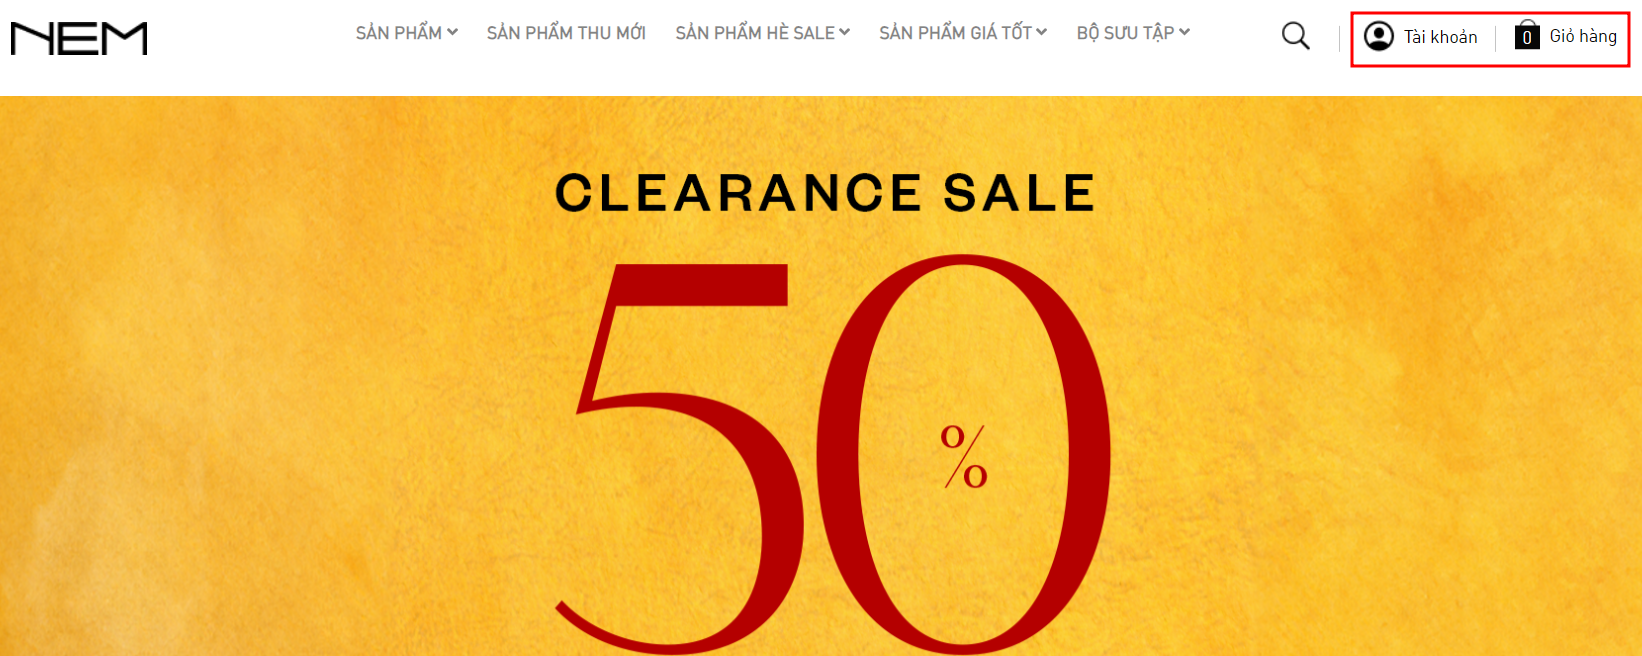 NEM
SẢN PHẨM SẢN PHẨM THU MỚI SẢN PHẨM HÈ SALE SẢN PHẨM GIÁ TỐT BỘ SƯU TẬP Tài khoản 0 Giỏ hàng
CLEARANCE SALE
50%